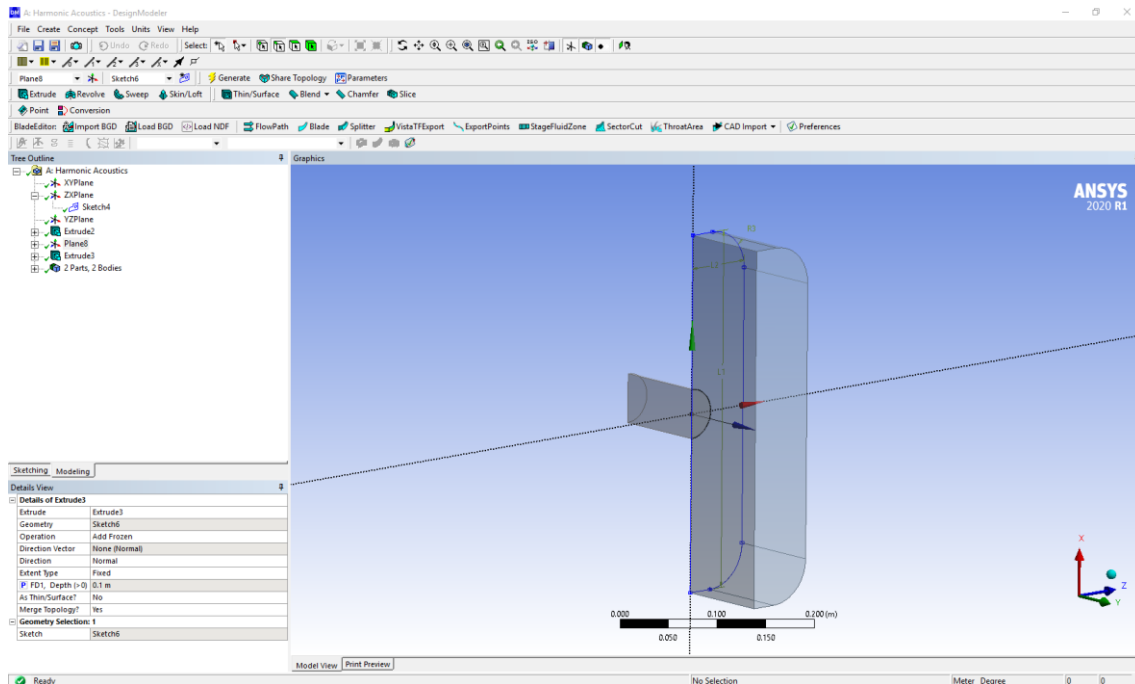 A: Harmonic Acoustics - DesignModeler
File Create Concept Tools Units View Help
Undo Redo Select:
Plane8 Sketch6 Generate Share Topology Parameters
Extrude Revolve Sweep Skin/Loft Thin/Surface Blend Chamfer Slice
Point Conversion
BladeEditor: Import BGD Load BGD Load NDF FlowPath Blade Splitter VistaTFExport ExportPoints StageFluidZone SectorCut ThroatArea CAD Import Preferences
Tree Outline
Graphics
A: Harmonic Acoustics
XYPlane
ZXPlane
Sketch4
YZPlane
Extrude2
Plane8
Extrude3
2 Parts, 2 Bodies
ANSYS
2020 R1
Sketching Modeling
Details View
Details of Extrude3
Extrude Extrude3
Geometry Sketch6
Operation Add Frozen
Direction Vector None (Normal)
Direction Normal
Extent Type Fixed
P FD1, Depth (>0) 0.1 m
As Thin/Surface? No
Merge Topology? Yes
Geometry Selection: 1
Sketch Sketch6
0.000 0.100 0.200 (m)
0.050 0.150
X
Z
Y
Model View Print Preview
Ready No Selection Meter Degree 0 0